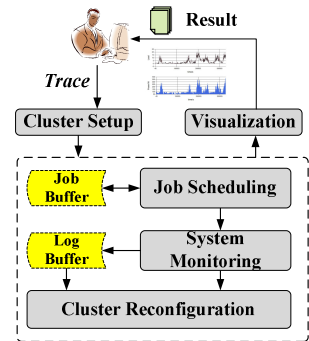 Result
Trace
Cluster Setup
Visualization
Job
Buffer
Job Scheduling
Log
Buffer
System
Monitoring
Cluster Reconfiguration